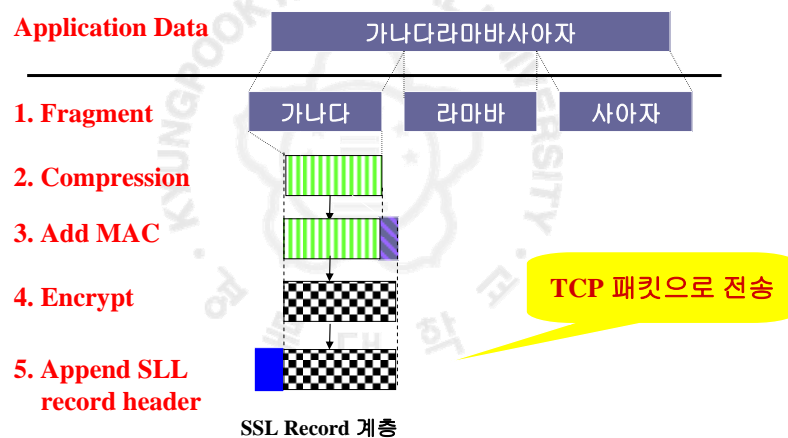 Application Data
가나다라마바사아자
1. Fragment
가나다
라마바
사아자
2. Compression
3. Add MAC
4. Encrypt
TCP 패킷으로 전송
5. Append SLL
record header
SSL Record 계층